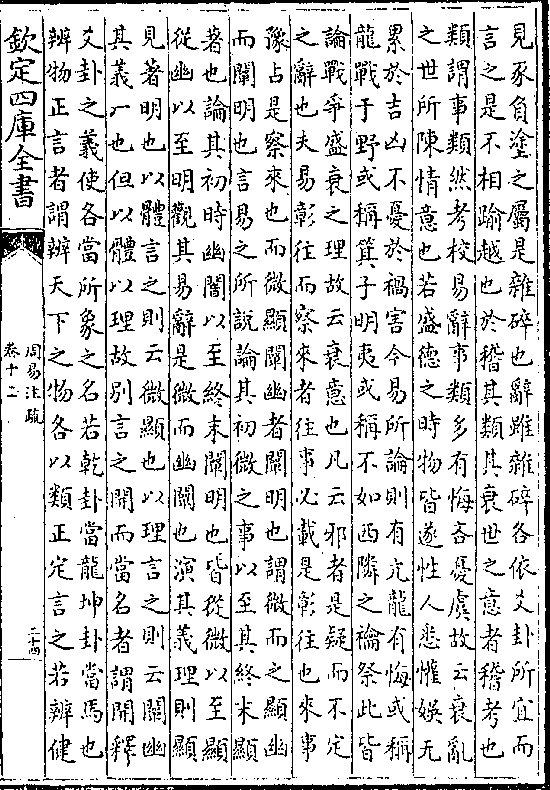 見豕負塗之屬是雜碎也辭雖雜碎各依爻卦所宜而
言之是不相踰越也於稽其類其衰世之意者稽考也
類謂事類然考校易辭事類多有悔吝憂虞故云衰亂
之世所陳情意也若盛德之時物皆遂性人悉懽娛无
累於吉凶不憂於禍害今易所論則有亢龍有悔或稱
龍戰于野或稱箕子明夷或稱不如西隣之禴祭此皆
論戰爭盛衰之理故云衰意也凡云邪者是疑而不定
之辭也夫易彰往而察來者往事必載是彰往也來事
豫占是察來也而微顯闡幽者闡明也謂微而之顯幽
而闡明也言易之所說論其初微之事以至其終末顯
著也論其初時幽闇以至終末闡明也皆從微以至顯
從幽以至明觀其易辭是微而幽闡也演其義理則顯
見著明也以體言之則云微顯也以理言之則云闡幽
其義一也但以體以理故別言之開而當名者謂開釋
爻卦之義使各當所象之名若乾卦當龍坤卦當馬也
辨物正言者謂辨天下之物各以類正定言之若辨健
欽定四庫全書
周易注疏
卷十二
二十四